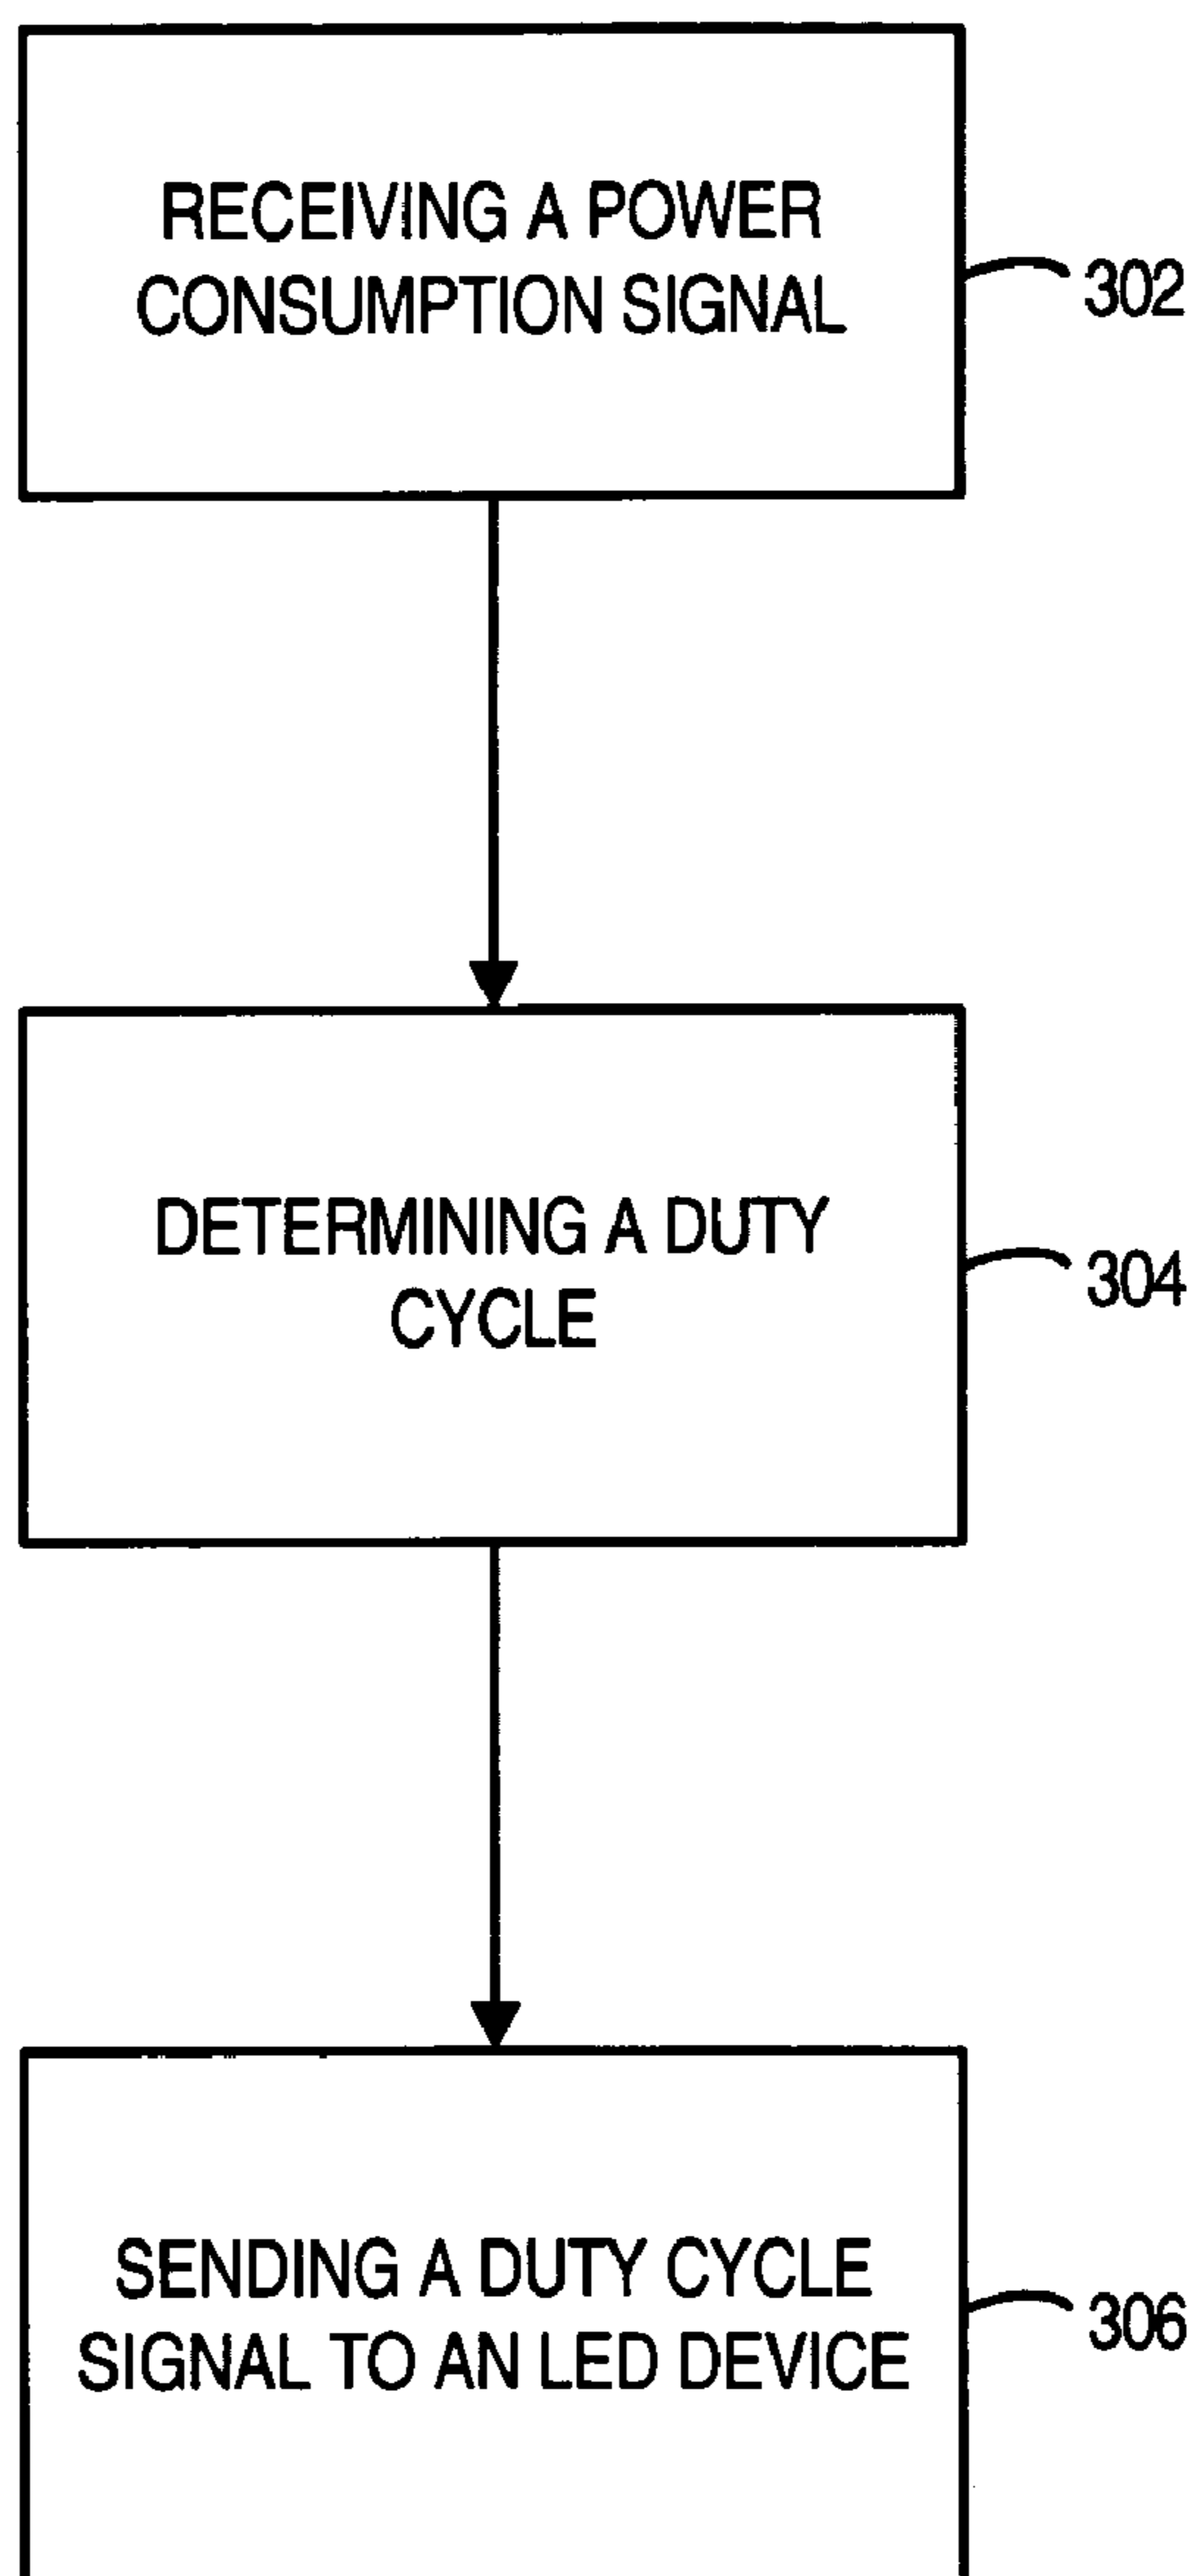 RECEIVING A POWER
CONSUMPTION SIGNAL
302
DETERMINING A DUTY
CYCLE
304
SENDING A DUTY CYCLE
SIGNAL TO AN LED DEVICE
306